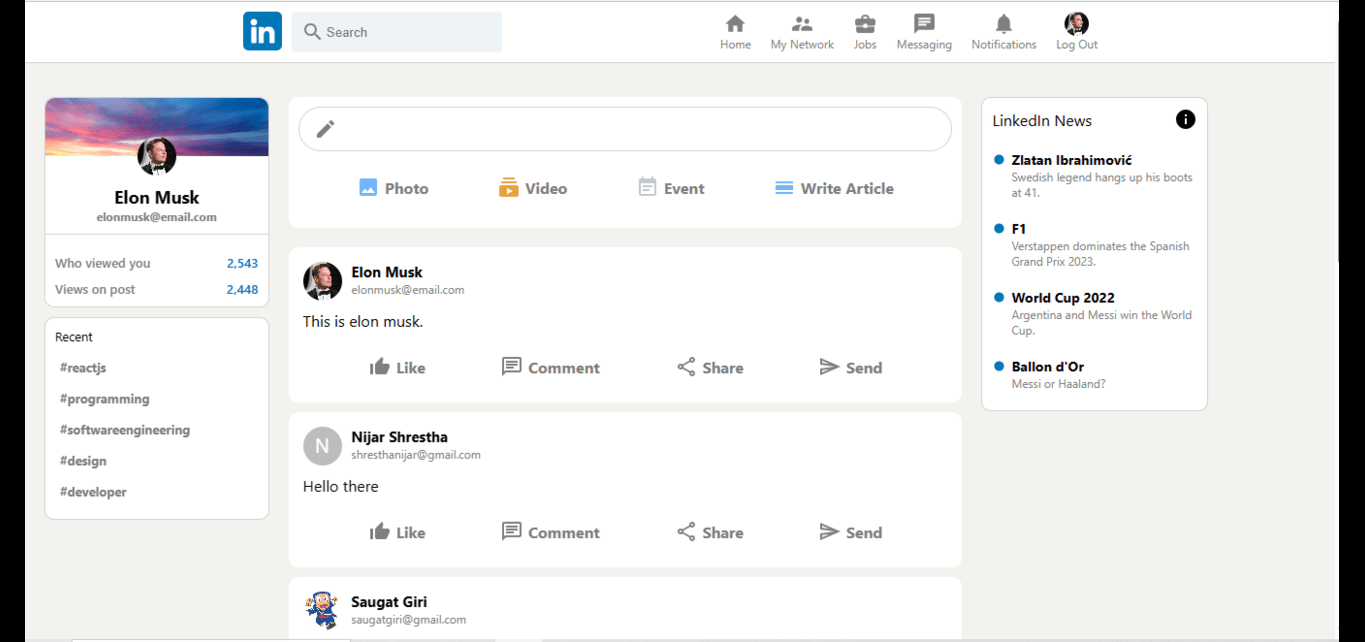 in
Search
Home
My Network
Jobs
Messaging
Notifications
Log Out
Elon Musk
elonmusk@email.com
Who viewed you 2,543
Views on post 2,448
Recent
#reactjs
#programming
#softwareengineering
#design
#developer
Photo
Video
Event
Write Article
Elon Musk
elonmusk@email.com
This is elon musk.
Like
Comment
Share
Send
N
Nijar Shrestha
shresthanijar@gmail.com
Hello there
Like
Comment
Share
Send
Saugat Giri
saugatgiri@gmail.com
LinkedIn News
Zlatan Ibrahimović
Swedish legend hangs up his boots
at 41.
F1
Verstappen dominates the Spanish
Grand Prix 2023.
World Cup 2022
Argentina and Messi win the World
Cup.
Ballon d'Or
Messi or Haaland?